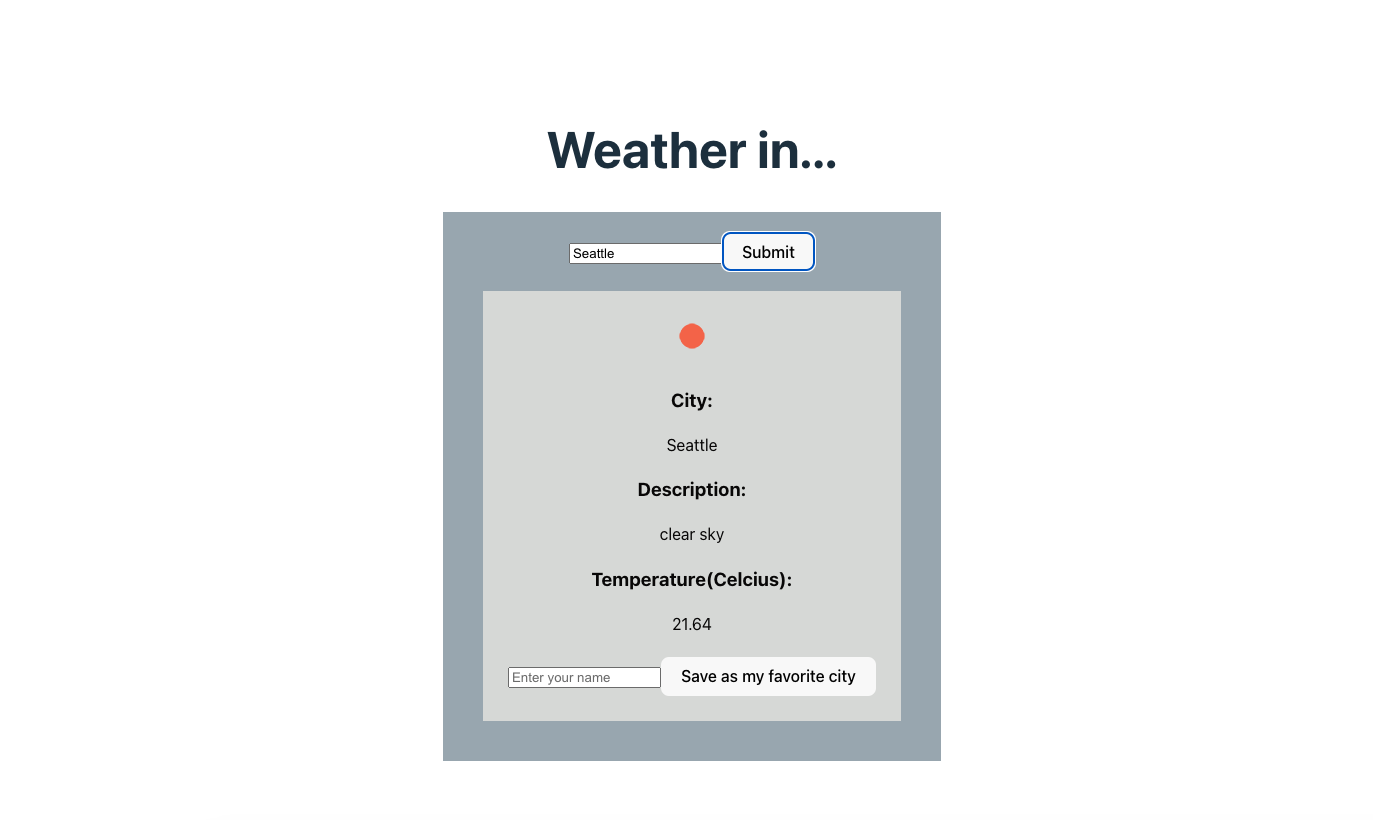 Weather in...
Seattle Submit
City:
Seattle
Description:
clear sky
Temperature(Celcius):
21.64
Enter your name Save as my favorite city